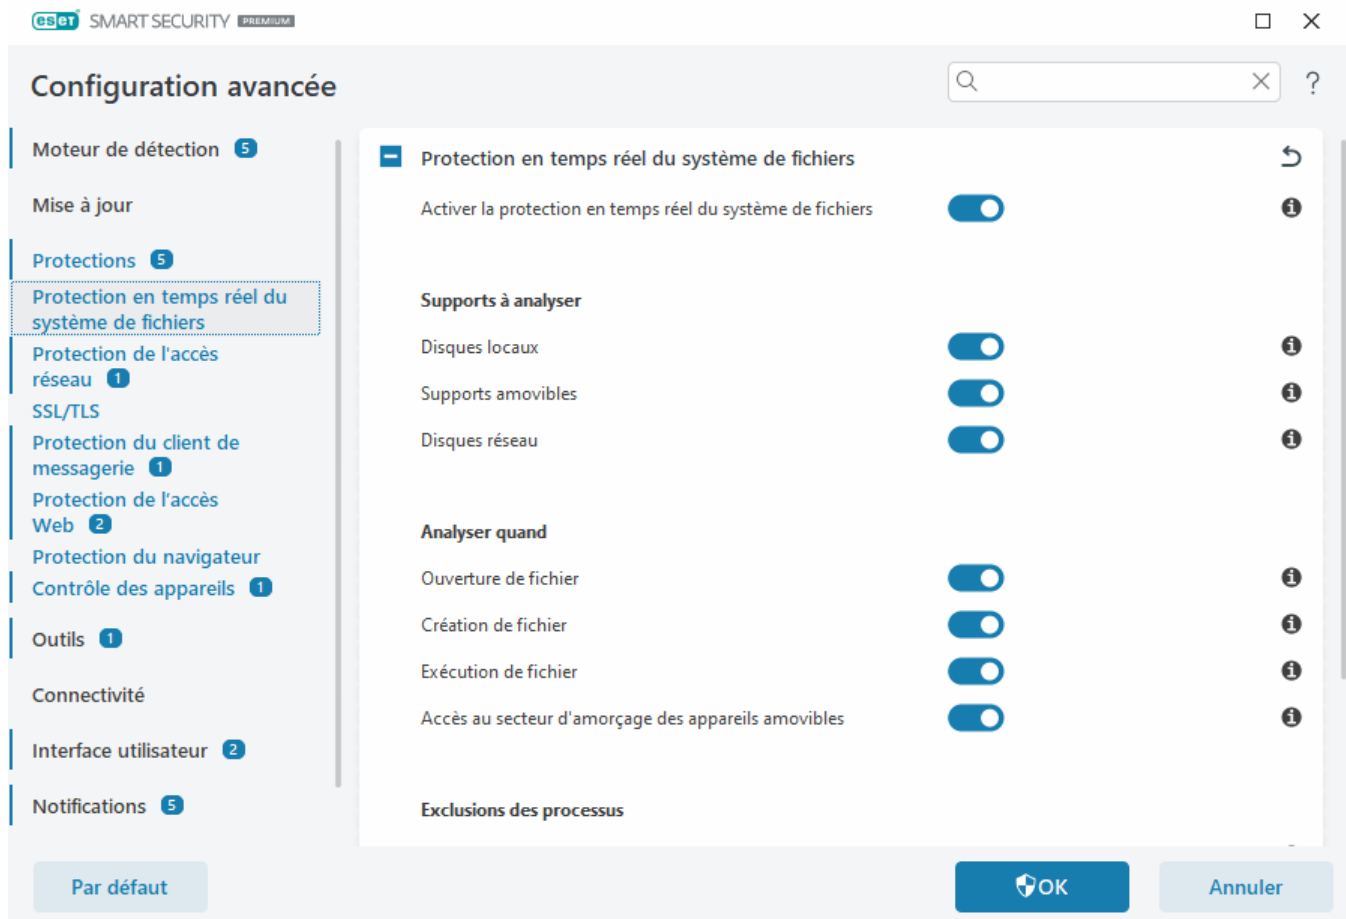 eset SMART SECURITY PREMIUM
Configuration avancée
?
Moteur de détection 5
Mise à jour
Protections 5
Protection en temps réel du
système de fichiers
Protection de l'accès
réseau 1
SSL/TLS
Protection du client de
messagerie 1
Protection de l'accès
Web 2
Protection du navigateur
Contrôle des appareils 1
Outils 1
Connectivité
Interface utilisateur 2
Notifications 5
Protection en temps réel du système de fichiers
Activer la protection en temps réel du système de fichiers
Supports à analyser
Disques locaux
Supports amovibles
Disques réseau
Analyser quand
Ouverture de fichier
Création de fichier
Exécution de fichier
Accès au secteur d'amorçage des appareils amovibles
Exclusions des processus
Par défaut
OK
Annuler